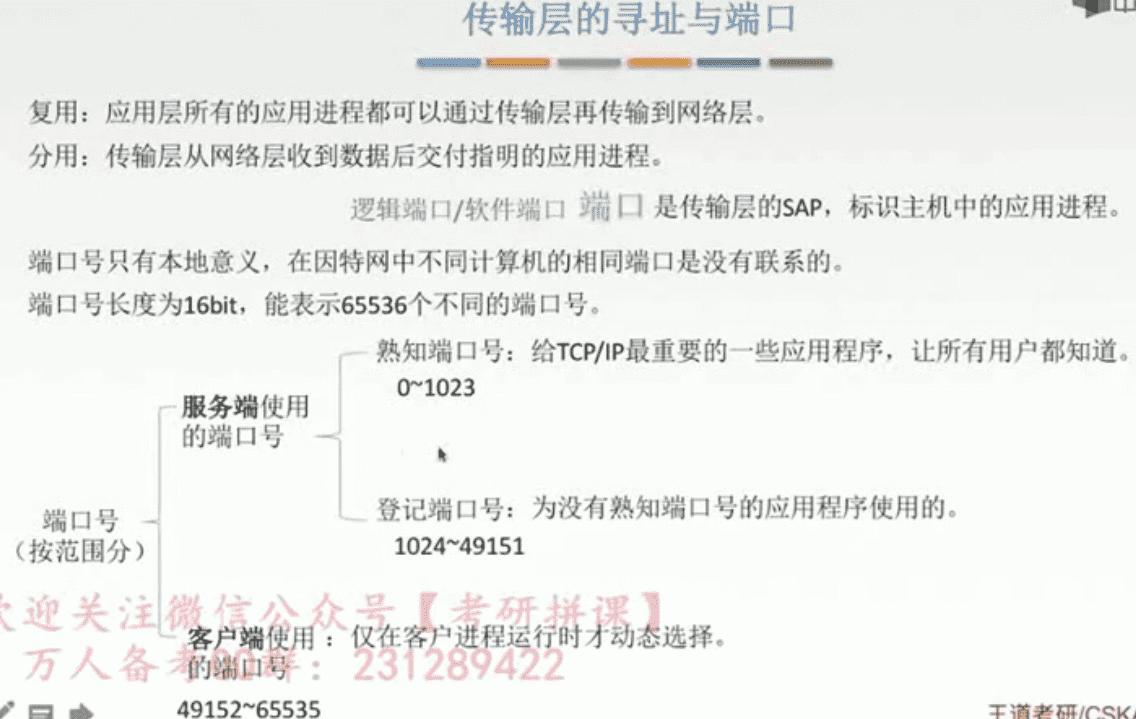 传输层的寻址与端口
复用：应用层所有的应用进程都可以通过传输层再传输到网络层。
分用：传输层从网络层收到数据后交付指明的应用进程。
逻辑端口/软件端口 端口 是传输层的SAP，标识主机中的应用进程。
端口号只有本地意义，在因特网中不同计算机的相同端口是没有联系的。
端口号长度为16bit，能表示65536个不同的端口号。
熟知端口号：给TCP/IP最重要的一些应用程序，让所有用户都知道。
0~1023
服务端使用
的端口号
登记端口号：为没有熟知端口号的应用程序使用的。
1024~49151
端口号
（按范围分）
欢迎关注微信公众号【考研拼课】
客户端使用：仅在客户进程运行时才动态选择。
的端口号
万人备考QQ群：231289422
49152~65535
王道考研/CSKA